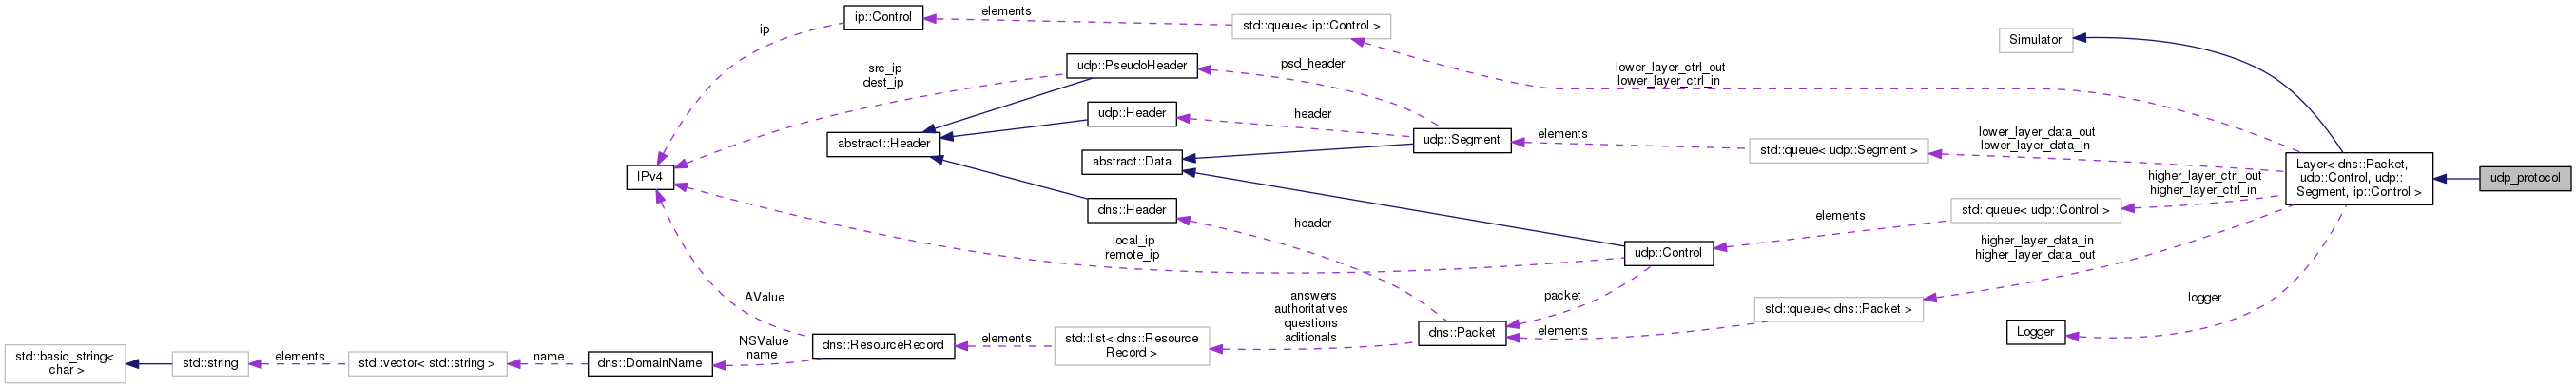 ip::Control
elements
std::queue< ip::Control >
ip
Simulator
src_ip
dest_ip
udp::PseudoHeader
psd_header
lower_layer_ctrl_out
lower_layer_ctrl_in
udp::Header
header
abstract::Header
udp::Segment
elements
std::queue< udp::Segment >
lower_layer_data_out
lower_layer_data_in
abstract::Data
IPv4
Layer< dns::Packet,
udp::Control, udp::
Segment, ip::Control >
udp_protocol
higher_layer_ctrl_out
higher_layer_ctrl_in
dns::Header
header
elements
std::queue< udp::Control >
local_ip
remote_ip
udp::Control
higher_layer_data_in
higher_layer_data_out
AValue
answers
authoritatives
questions
aditionals
packet
std::queue< dns::Packet >
logger
elements
dns::Packet
Logger
std::basic_string<
char >
std::string
elements
std::vector< std::string >
name
dns::DomainName
NSValue
name
dns::ResourceRecord
elements
std::list< dns::Resource
Record >